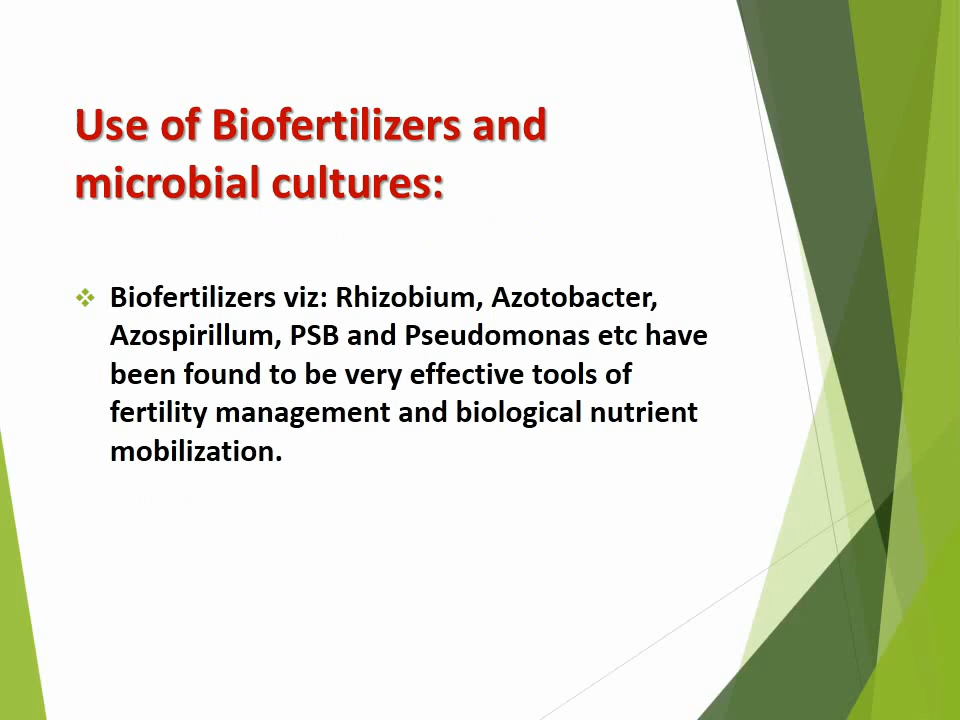 Use of Biofertilizers and
microbial cultures:
Biofertilizers viz: Rhizobium, Azotobacter,
Azospirillum, PSB and Pseudomonas etc have
been found to be very effective tools of
fertility management and biological nutrient
mobilization.